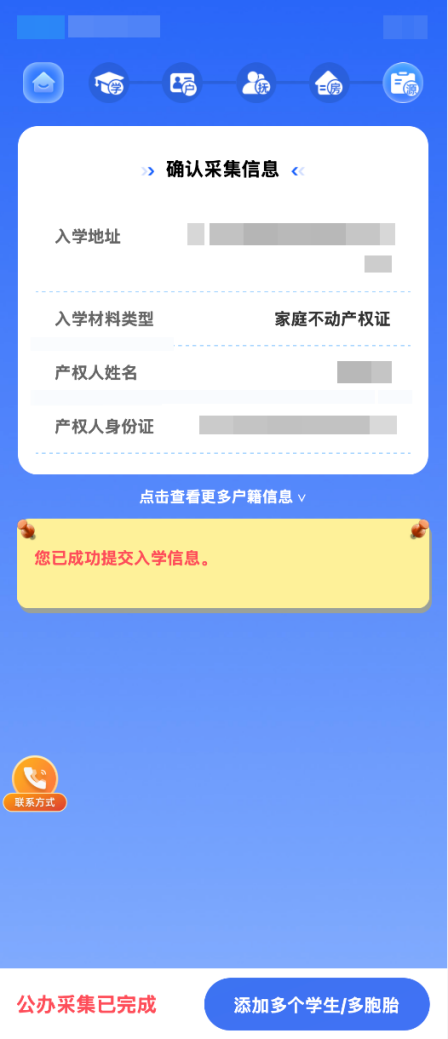 学
户
抚
房
确认采集信息
入学地址
入学材料类型 家庭不动产权证
产权人姓名
产权人身份证
点击查看更多户籍信息
您已成功提交入学信息。
联系方式
公办采集已完成 添加多个学生/多胞胎